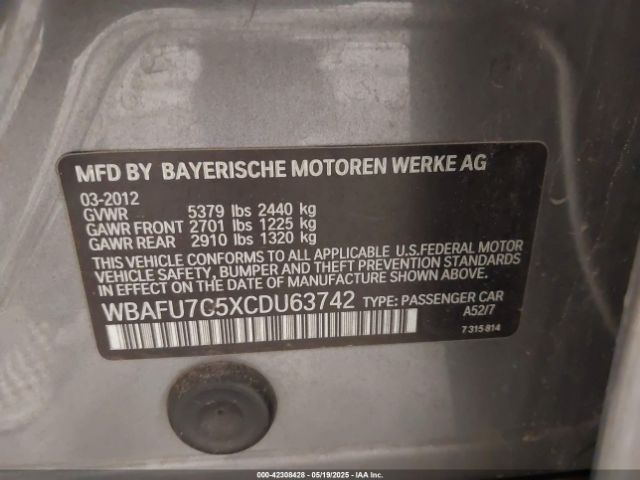 MFD BY BAYERISCHE MOTOREN WERKE AG
03-2012
GVWR 5379 lbs 2440 kg
GAWR FRONT 2701 lbs 1225 kg
GAWR REAR 2910 lbs 1320 kg
THIS VEHICLE CONFORMS TO ALL APPLICABLE U.S.FEDERAL MOTOR
VEHICLE SAFETY, BUMPER AND THEFT PREVENTION STANDARDS
IN EFFECT ON THE DATE OF MANUFACTURE SHOWN ABOVE.
WBAFU7C5XCDU63742 TYPE: PASSENGER CAR
A52/7
7 315 814
000-42308428 - 05/19/2025 - IAA Inc.